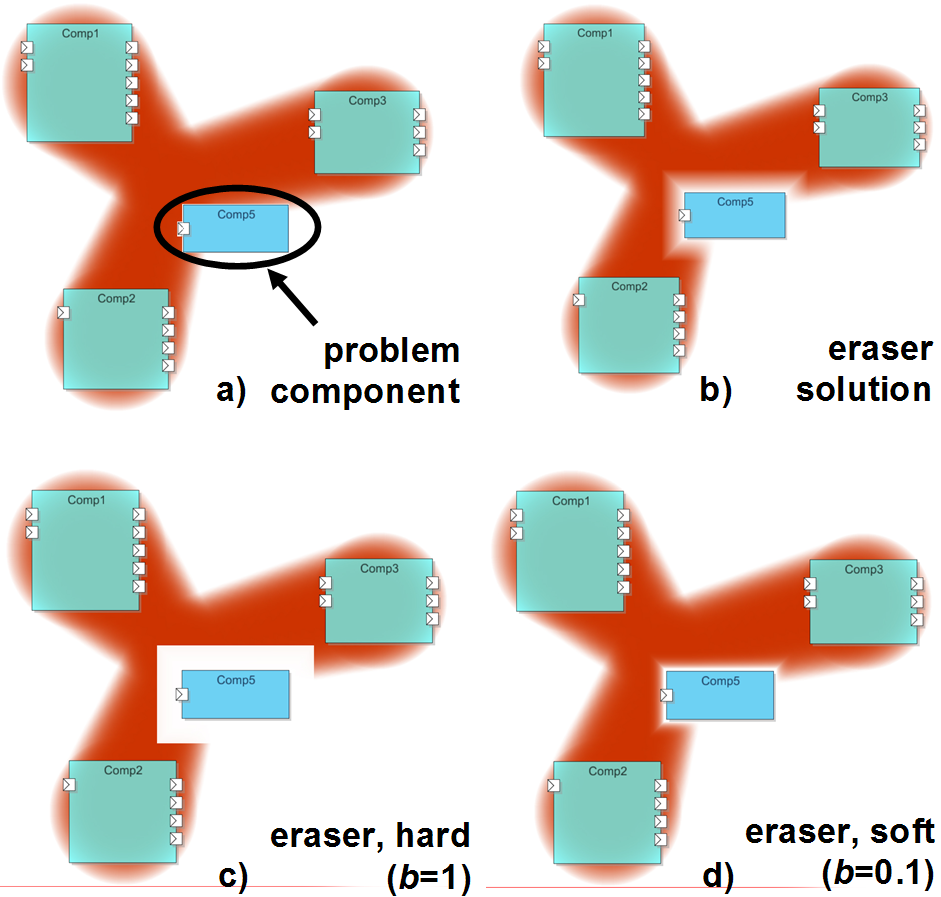 Comp1
Comp3
Comp5
Comp2
problem
a) component
Comp1
Comp3
Comp5
Comp2
eraser
b) solution
Comp1
Comp3
Comp5
Comp2
eraser, hard
c) (b=1)
Comp1
Comp3
Comp5
Comp2
eraser, soft
d) (b=0.1)